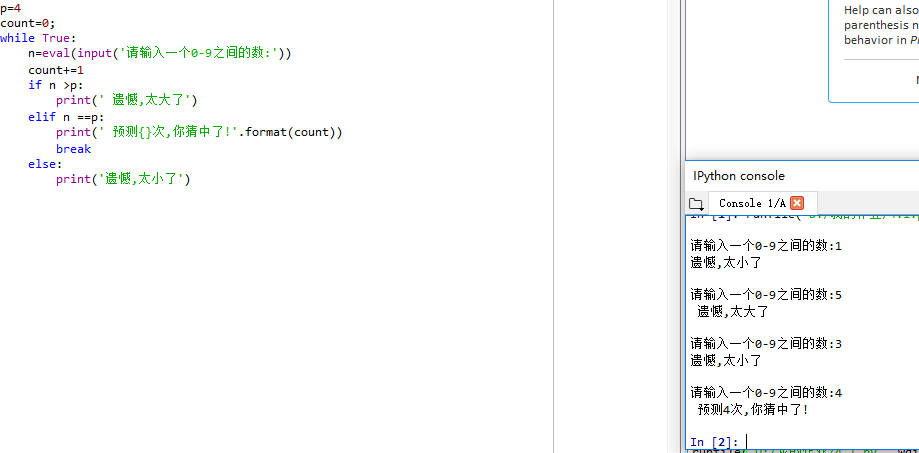 p=4
count=0;
while True:
    n=eval(input('请输入一个0-9之间的数:'))
    count+=1
    if n >p:
        print(' 遗憾,太大了')
    elif n ==p:
        print(' 预测{}次,你猜中了!'.format(count))
        break
    else:
        print('遗憾,太小了')
Help can also
parenthesis n
behavior in P
IPython console
Console 1/A
请输入一个0-9之间的数:1
遗憾,太小了
请输入一个0-9之间的数:5
 遗憾,太大了
请输入一个0-9之间的数:3
遗憾,太小了
请输入一个0-9之间的数:4
 预测4次,你猜中了!
In [2]: